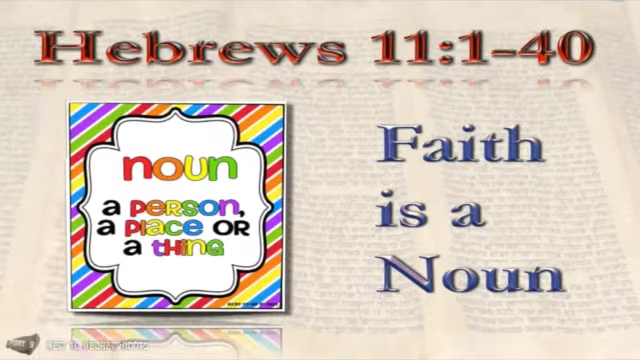 Hebrews 11:1-40
noun
a person,
a place or
a thing
Faith
is a
Noun